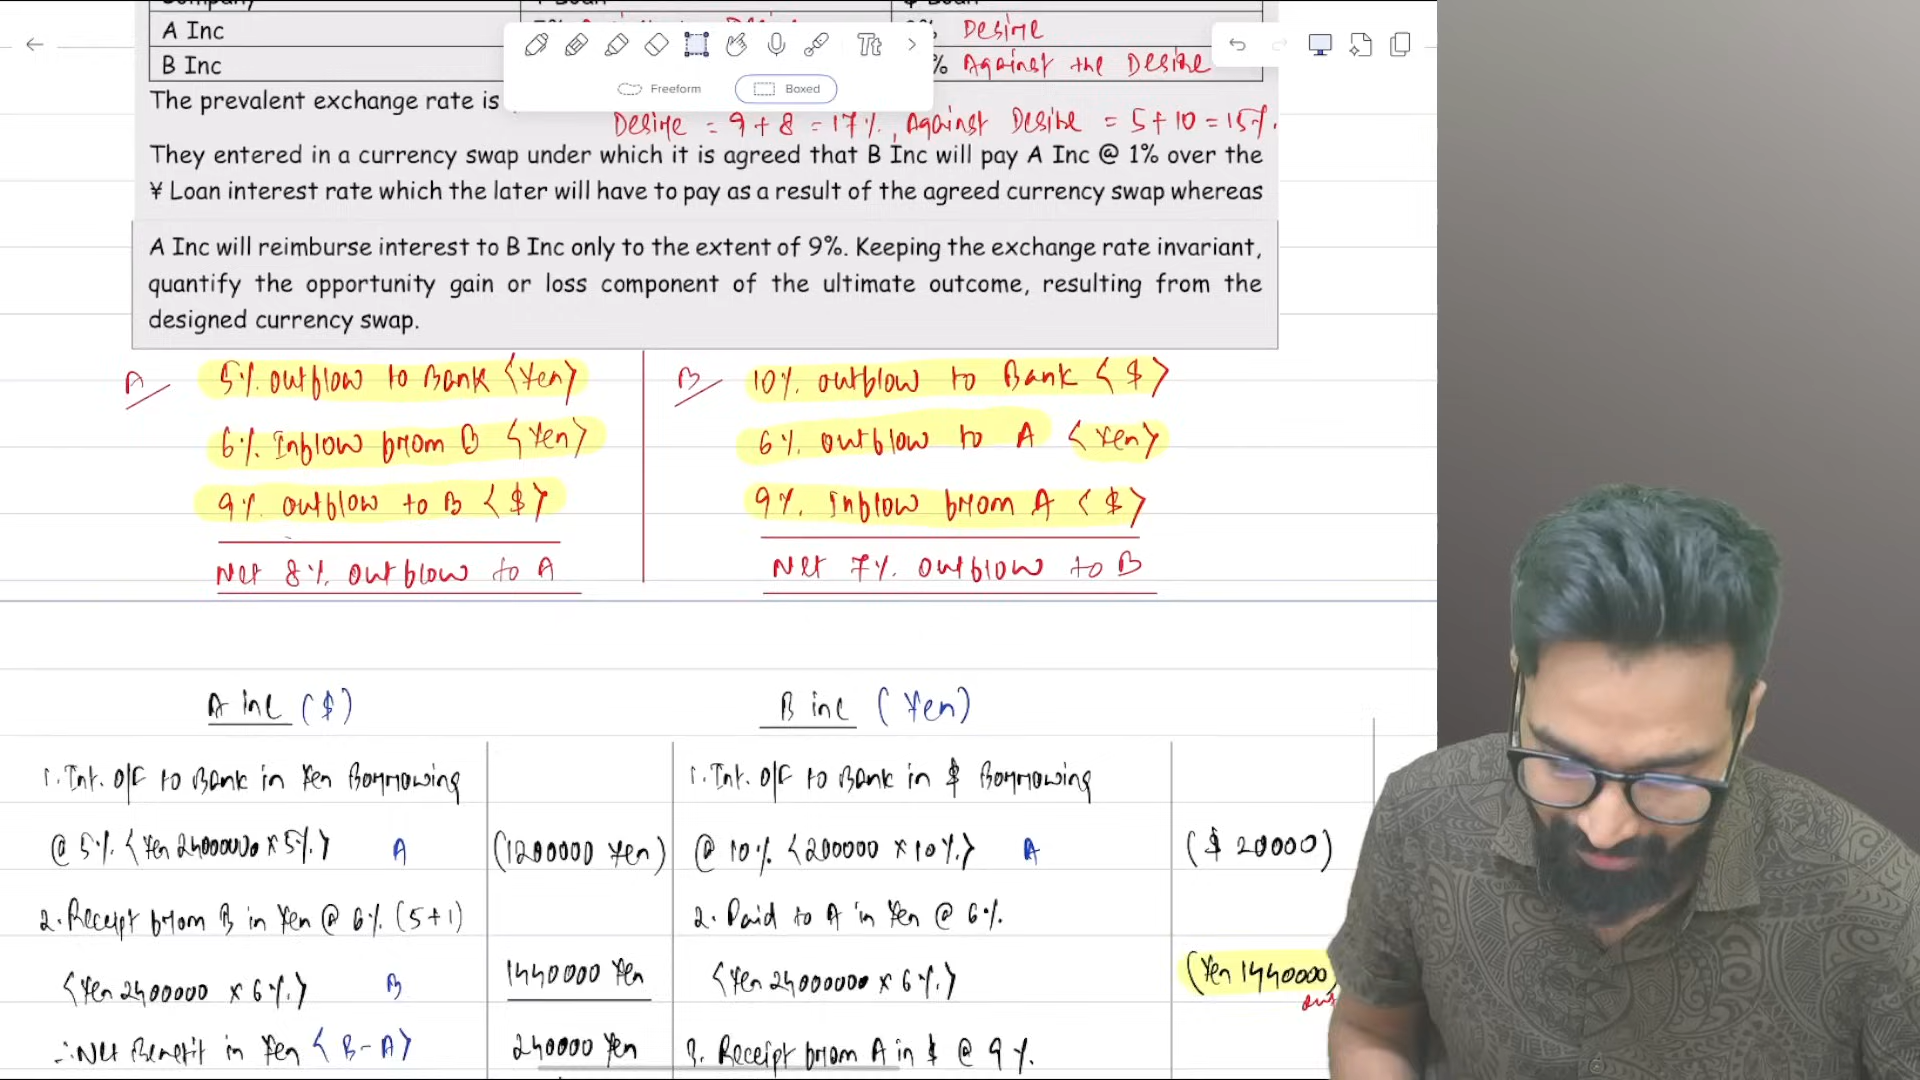 A Inc
Desire
B Inc
% Against the Desire
Freeform
Boxed
Tt
The prevalent exchange rate is
Desire = 9 + 8 = 17%, Against Desire = 5 + 10 = 15%.
They entered in a currency swap under which it is agreed that B Inc will pay A Inc @ 1% over the
¥ Loan interest rate which the later will have to pay as a result of the agreed currency swap whereas
A Inc will reimburse interest to B Inc only to the extent of 9%. Keeping the exchange rate invariant,
quantify the opportunity gain or loss component of the ultimate outcome, resulting from the
designed currency swap.
A
5% outflow to Bank <Yen>
6% Inflow from B <Yen>
9% outflow to B <$>
Net 8% outflow to A
B
10% outflow to Bank <$>
6% outflow to A <Yen>
9% Inflow from A <$>
Net 7% outflow to B
A inc ($)
B inc (Yen)
1. Int. O/F to Bank in Yen Borrowing
@ 5% <Yen 24000000 x 5%> A (1200000 Yen)
2. Receipt from B in Yen @ 6% (5+1)
<Yen 2400000 x 6%> B 1440000 Yen
∴ Net Benefit in Yen <B-A> 240000 Yen
1. Int. O/F to Bank in $ Borrowing
@ 10% <200000 x 10%> A ($ 20000)
2. Paid to A in Yen @ 6%.
<Yen 24000000 x 6%> (Yen 1440000)
3. Receipt from A in $ @ 9%.